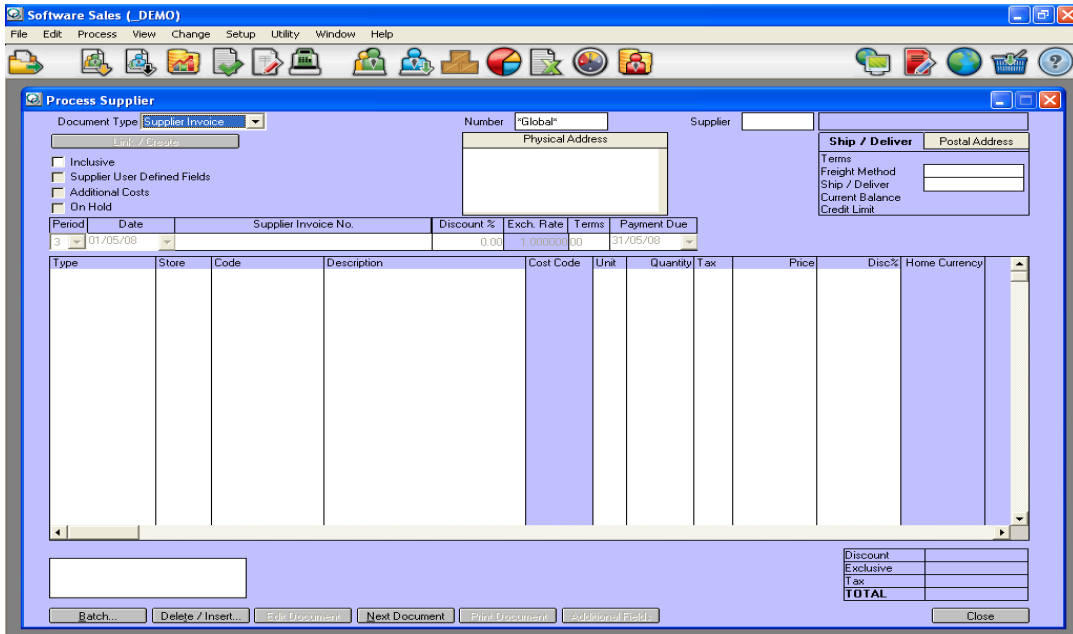 Software Sales (_DEMO)
File Edit Process View Change Setup Utility Window Help
Process Supplier
Document Type Supplier Invoice Number *Global* Supplier
Link / Create Physical Address Ship / Deliver Postal Address
Inclusive Terms
Supplier User Defined Fields Freight Method
Additional Costs Ship / Deliver
On Hold Current Balance
Credit Limit
Period Date Supplier Invoice No. Discount % Exch. Rate Terms Payment Due
3 01/05/08 0.00 1.000000 00 31/05/08
Type Store Code Description Cost Code Unit Quantity Tax Price Disc% Home Currency
Discount
Exclusive
Tax
TOTAL
Batch... Delete / Insert... Edit Document Next Document Print Document Additional Fields Close